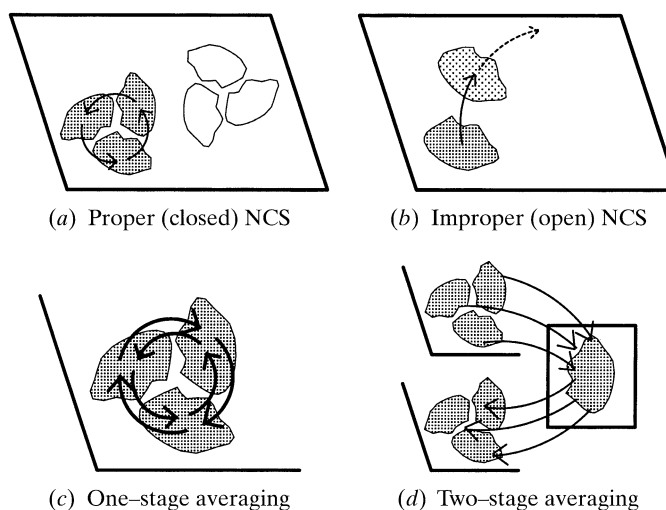 (a) Proper (closed) NCS
(b) Improper (open) NCS
(c) One–stage averaging
(d) Two–stage averaging